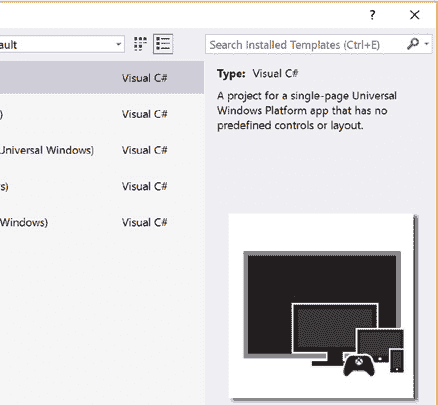 ?
ault
Search Installed Templates (Ctrl+E)
Visual C#
Type: Visual C#
A project for a single-page Universal
Windows Platform app that has no
predefined controls or layout.
) Visual C#
Universal Windows) Visual C#
s) Visual C#
Windows) Visual C#